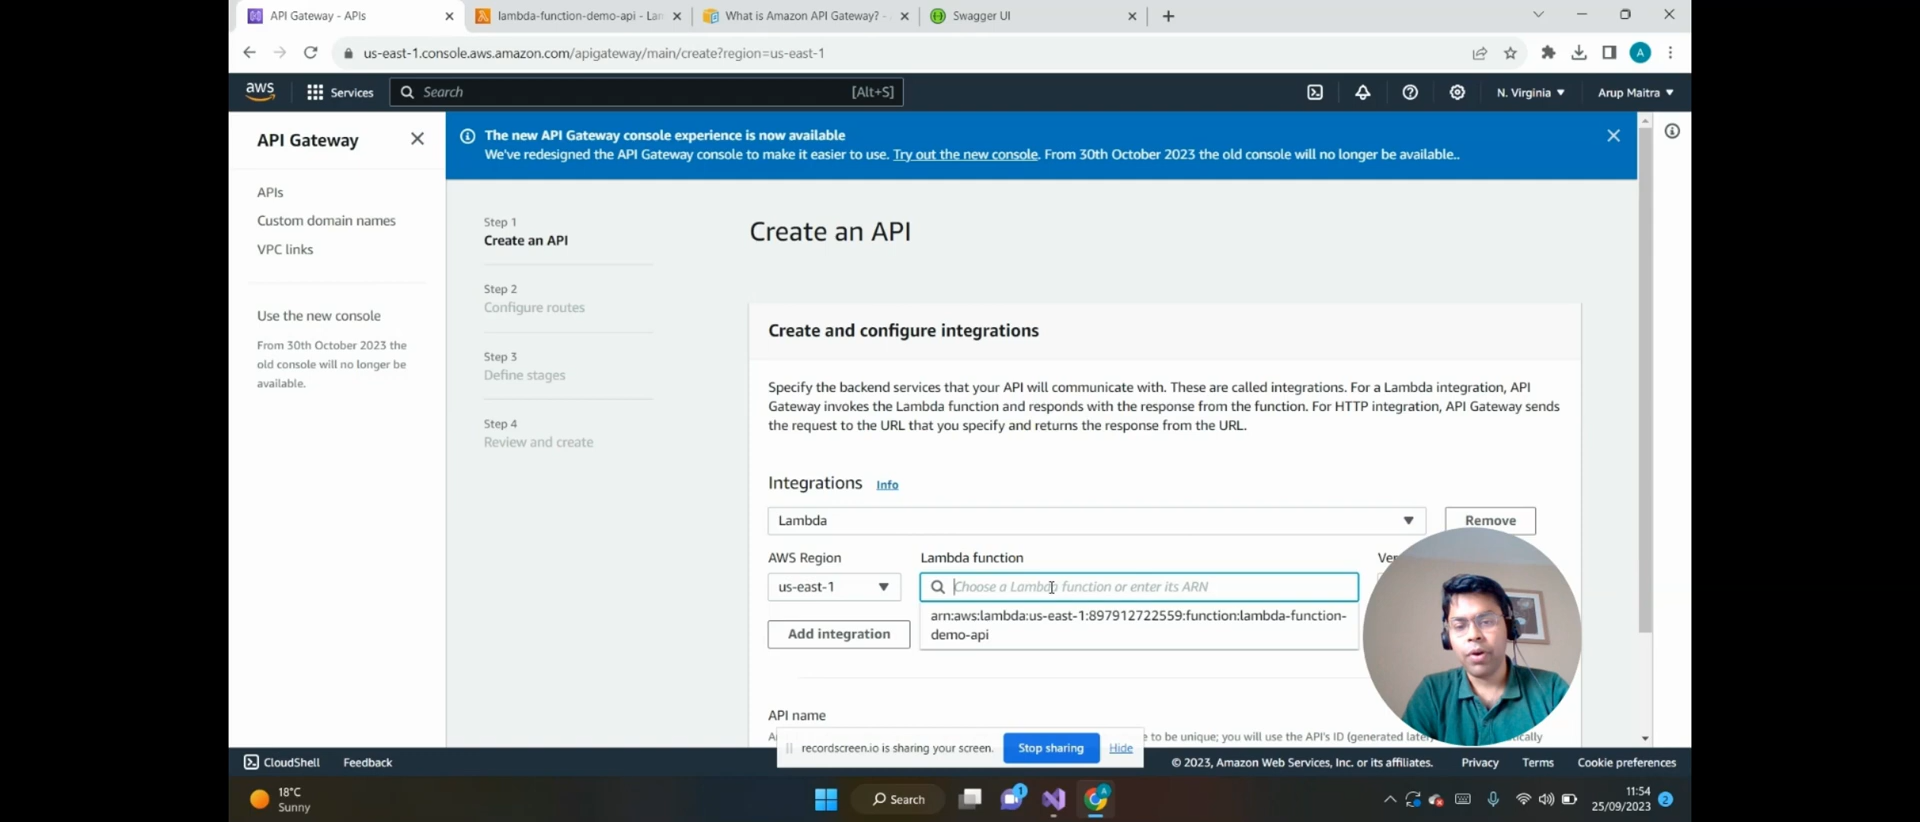 API Gateway - APIs
lambda-function-demo-api - Lan
What is Amazon API Gateway? -
Swagger UI
us-east-1.console.aws.amazon.com/apigateway/main/create?region=us-east-1
A
aws
Services
Search
[Alt+S]
N. Virginia
Arup Maitra
API Gateway
APIs
Custom domain names
VPC links
Use the new console
From 30th October 2023 the
old console will no longer be
available.
The new API Gateway console experience is now available
We've redesigned the API Gateway console to make it easier to use. Try out the new console. From 30th October 2023 the old console will no longer be available..
Step 1
Create an API
Step 2
Configure routes
Step 3
Define stages
Step 4
Review and create
Create an API
Create and configure integrations
Specify the backend services that your API will communicate with. These are called integrations. For a Lambda integration, API
Gateway invokes the Lambda function and responds with the response from the function. For HTTP integration, API Gateway sends
the request to the URL that you specify and returns the response from the URL.
Integrations Info
Lambda
Remove
AWS Region
Lambda function
Ver
us-east-1
Choose a Lambda function or enter its ARN
arn:aws:lambda:us-east-1:897912722559:function:lambda-function-
demo-api
Add integration
API name
to be unique; you will use the API's ID (generated later)
recordscreen.io is sharing your screen.
Stop sharing
Hide
CloudShell
Feedback
© 2023, Amazon Web Services, Inc. or its affiliates.
Privacy
Terms
Cookie preferences
18°C
Sunny
Search
1
11:54
25/09/2023
2